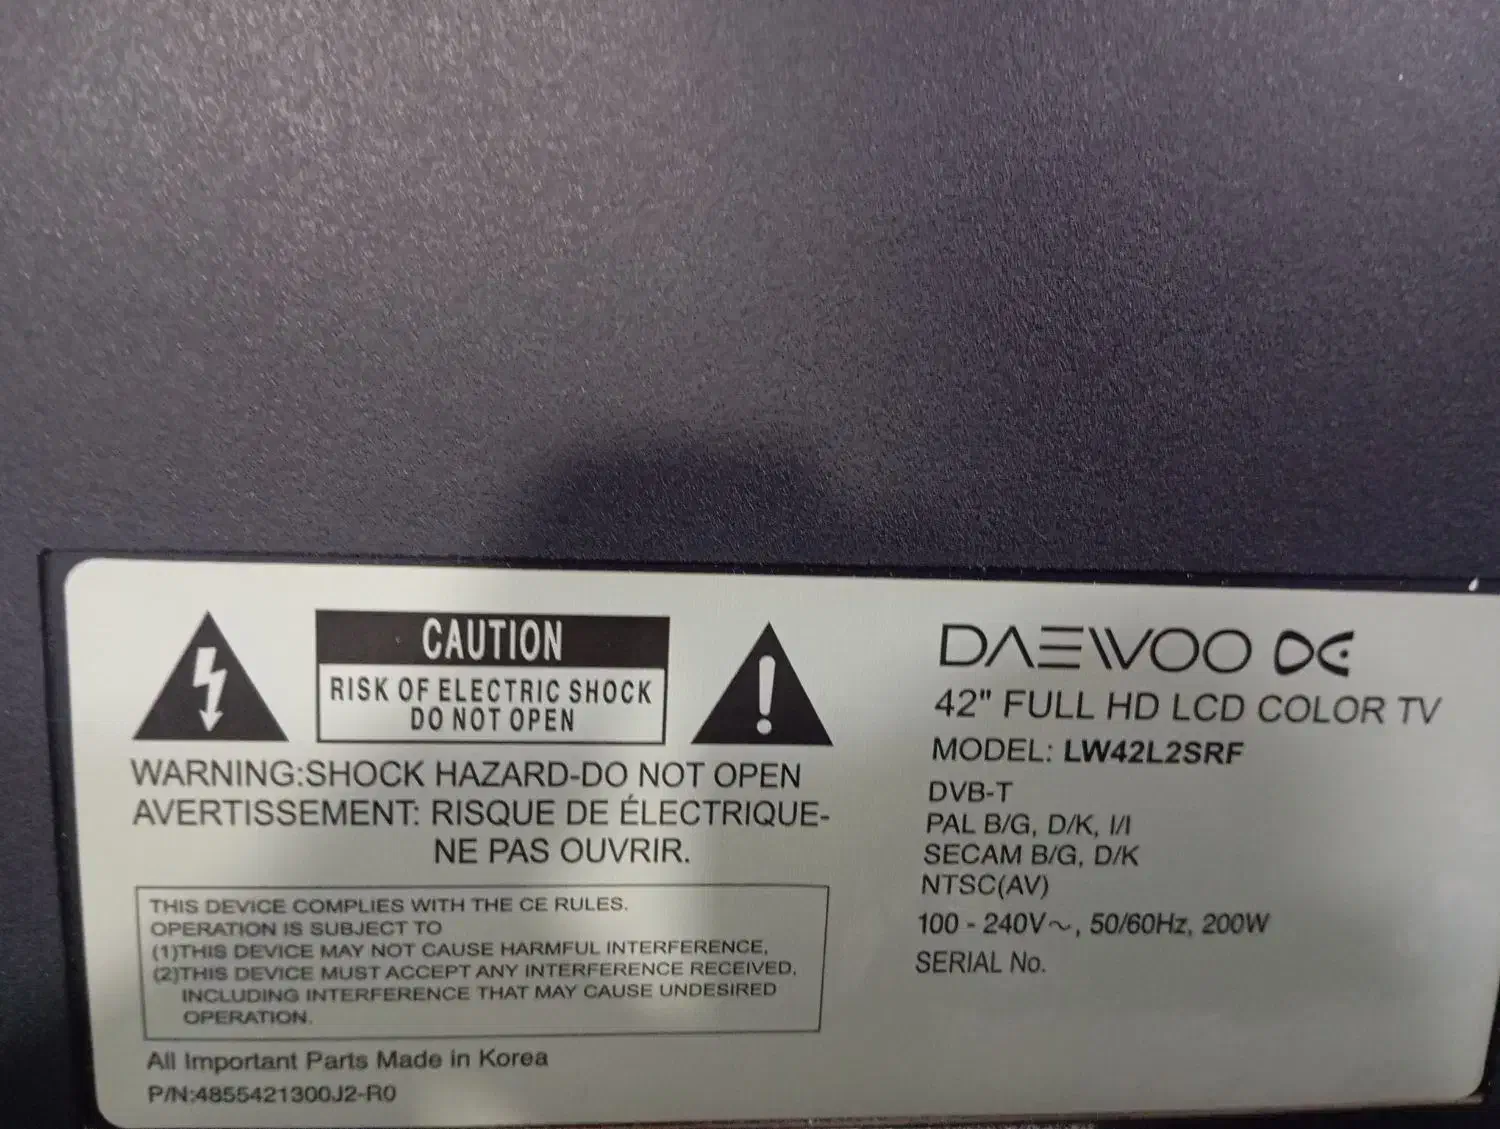 CAUTION
RISK OF ELECTRIC SHOCK
DO NOT OPEN
WARNING:SHOCK HAZARD-DO NOT OPEN
AVERTISSEMENT: RISQUE DE ÉLECTRIQUE-
NE PAS OUVRIR.
THIS DEVICE COMPLIES WITH THE CE RULES.
OPERATION IS SUBJECT TO
(1)THIS DEVICE MAY NOT CAUSE HARMFUL INTERFERENCE,
(2)THIS DEVICE MUST ACCEPT ANY INTERFERENCE RECEIVED,
INCLUDING INTERFERENCE THAT MAY CAUSE UNDESIRED
OPERATION.
All Important Parts Made in Korea
P/N:4855421300J2-R0
DAEWOO
42" FULL HD LCD COLOR TV
MODEL: LW42L2SRF
DVB-T
PAL B/G, D/K, I/I
SECAM B/G, D/K
NTSC(AV)
100 - 240V~, 50/60Hz, 200W
SERIAL No.